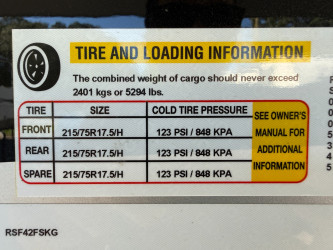 TIRE AND LOADING INFORMATION
The combined weight of cargo should never exceed
2401 kgs or 5294 lbs.
TIRE SIZE COLD TIRE PRESSURE
FRONT 215/75R17.5/H 123 PSI / 848 KPA
REAR 215/75R17.5/H 123 PSI / 848 KPA
SPARE 215/75R17.5/H 123 PSI / 848 KPA
SEE OWNER'S
MANUAL FOR
ADDITIONAL
INFORMATION
RSF42FSKG